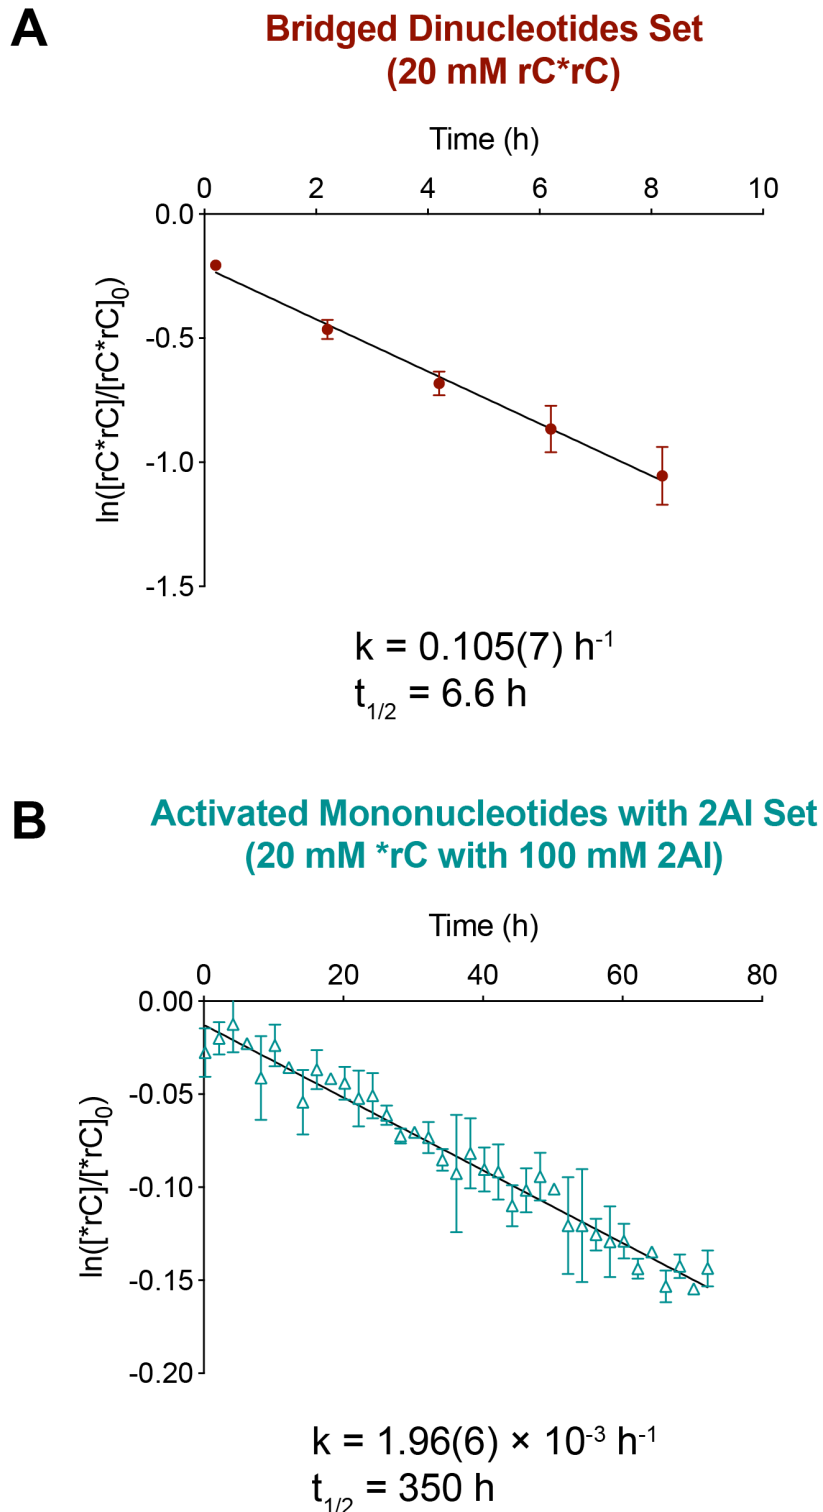 A
Bridged Dinucleotides Set
(20 mM rC*rC)
Time (h)
0 2 4 6 8 10
0.0
-0.5
-1.0
-1.5
ln([rC*rC]/[rC*rC]₀)
k = 0.105(7) h⁻¹
t₁/₂ = 6.6 h
B
Activated Mononucleotides with 2AI Set
(20 mM *rC with 100 mM 2AI)
Time (h)
0 20 40 60 80
0.00
-0.05
-0.10
-0.15
-0.20
ln([*rC]/[*rC]₀)
k = 1.96(6) × 10⁻³ h⁻¹
t₁/₂ = 350 h